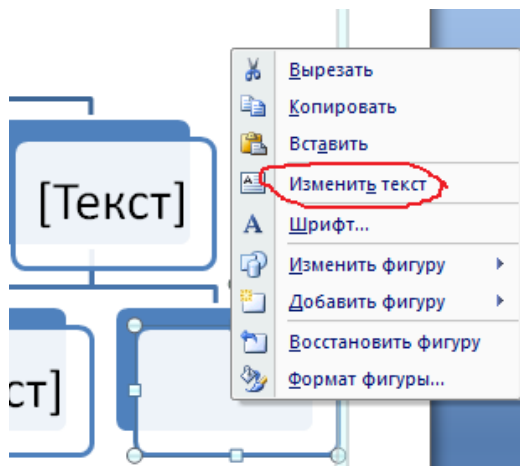 Вырезать
Копировать
Вставить
Изменить текст
Шрифт...
Изменить фигуру
Добавить фигуру
Восстановить фигуру
Формат фигуры...
[Текст]
ст]